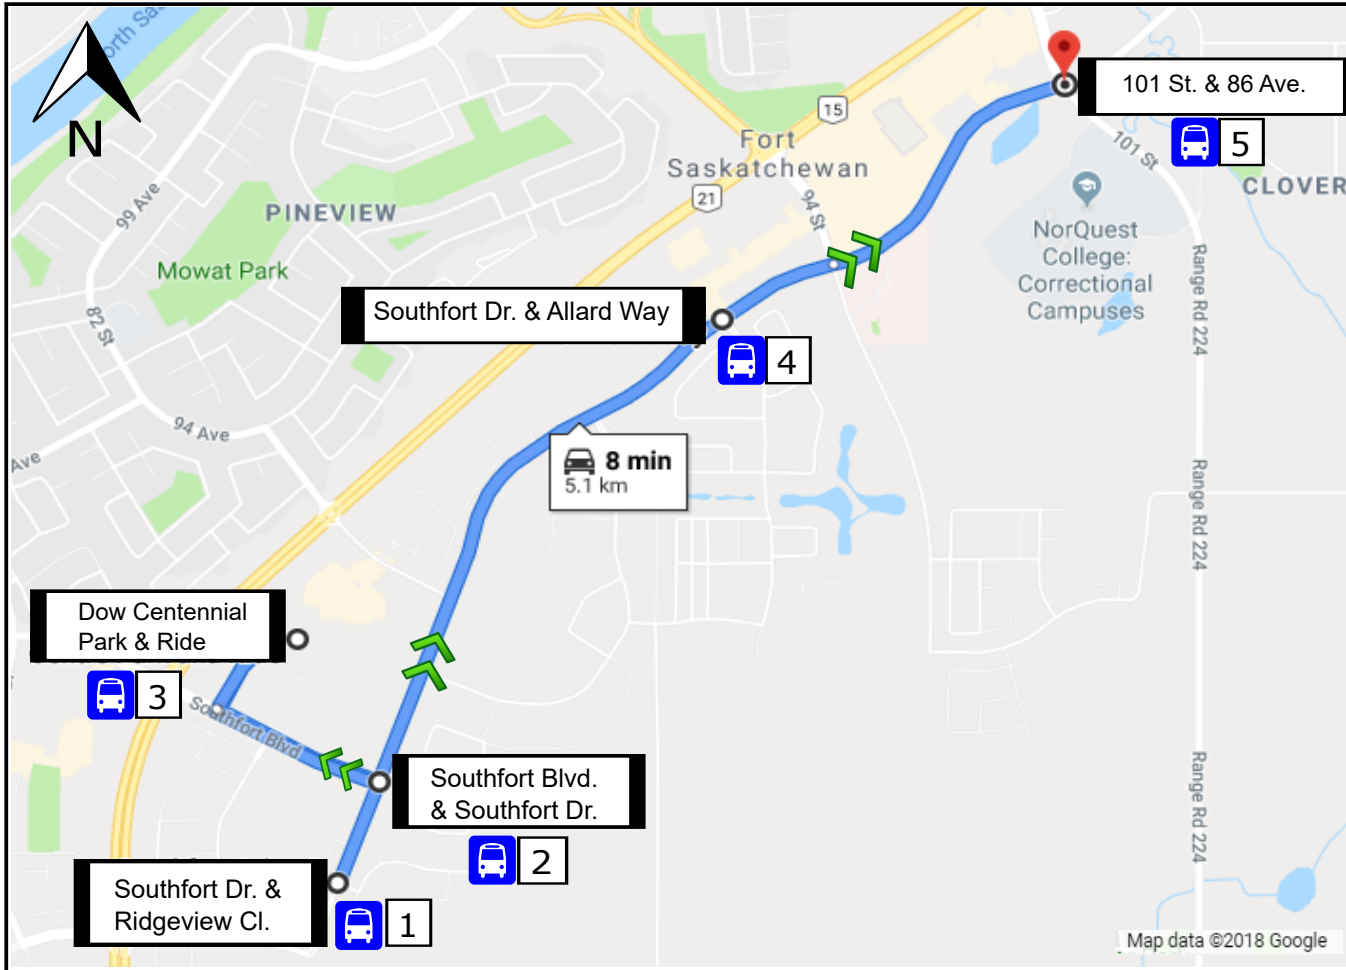 North Sas
N
99 Ave
PINEVIEW
Mowat Park
82 St
94 Ave
Ave
15
Fort
Saskatchewan
21
94 St
101 St. & 86 Ave.
5
101 St
CLOVER
NorQuest
College:
Correctional
Campuses
Range Rd 224
Range Rd 224
Range Rd 224
Southfort Dr. & Allard Way
4
8 min
5.1 km
Dow Centennial
Park & Ride
3
Southfort Blvd
Southfort Blvd.
& Southfort Dr.
2
Southfort Dr. &
Ridgeview Cl.
1
Map data ©2018 Google